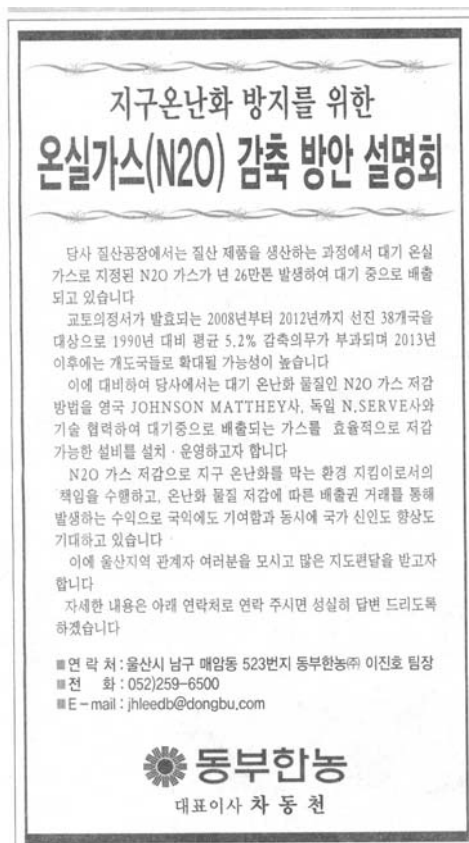 지구온난화 방지를 위한
온실가스(N2O) 감축 방안 설명회
당사 질산공장에서는 질산 제품을 생산하는 과정에서 대기 온실
가스로 지정된 N2O 가스가 년 26만톤 발생하여 대기 중으로 배출
되고 있습니다
교토의정서가 발효되는 2008년부터 2012년까지 선진 38개국을
대상으로 1990년 대비 평균 5.2% 감축의무가 부과되며 2013년
이후에는 개도국들로 확대될 가능성이 높습니다
이에 대비하여 당사에서는 대기 온난화 물질인 N2O 가스 저감
방법을 영국 JOHNSON MATTHEY사, 독일 N.SERVE사와
기술 협력하여 대기중으로 배출되는 가스를 효율적으로 저감
가능한 설비를 설치·운영하고자 합니다
N2O 가스 저감으로 지구 온난화를 막는 환경 지킴이로서의
책임을 수행하고, 온난화 물질 저감에 따른 배출권 거래를 통해
발생하는 수익으로 국익에도 기여함과 동시에 국가 신인도 향상도
기대하고 있습니다
이에 울산지역 관계자 여러분을 모시고 많은 지도편달을 받고자
합니다
자세한 내용은 아래 연락처로 연락 주시면 성실히 답변 드리도록
하겠습니다
■연 락 처 : 울산시 남구 매암동 523번지 동부한농㈜ 이진호 팀장
■전 화 : 052)259-6500
■E-mail : jhleedb@dongbu.com
동부한농
대표이사 차 동 천